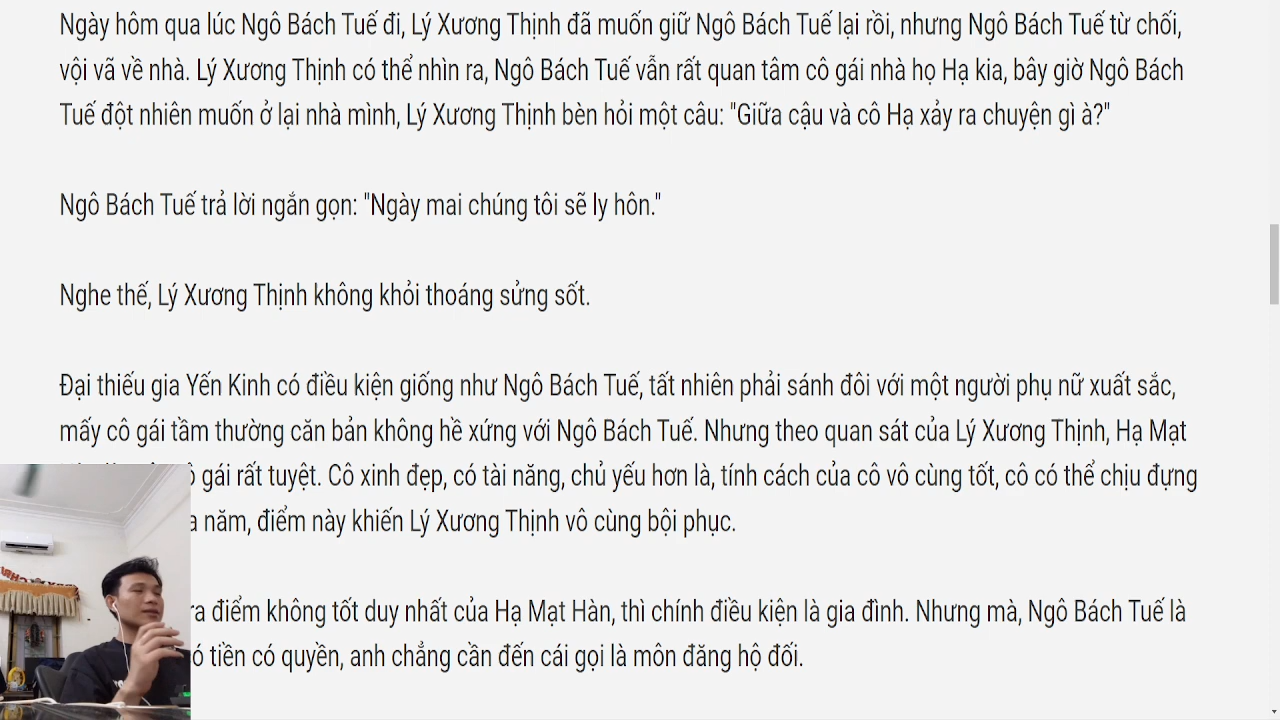 Ngày hôm qua lúc Ngô Bách Tuế đi, Lý Xương Thịnh đã muốn giữ Ngô Bách Tuế lại rồi, nhưng Ngô Bách Tuế từ chối,
vội vã về nhà. Lý Xương Thịnh có thể nhìn ra, Ngô Bách Tuế vẫn rất quan tâm cô gái nhà họ Hạ kia, bây giờ Ngô Bách
Tuế đột nhiên muốn ở lại nhà mình, Lý Xương Thịnh bèn hỏi một câu: "Giữa cậu và cô Hạ xảy ra chuyện gì à?"
Ngô Bách Tuế trả lời ngắn gọn: "Ngày mai chúng tôi sẽ ly hôn."
Nghe thế, Lý Xương Thịnh không khỏi thoáng sửng sốt.
Đại thiếu gia Yến Kinh có điều kiện giống như Ngô Bách Tuế, tất nhiên phải sánh đôi với một người phụ nữ xuất sắc,
mấy cô gái tầm thường căn bản không hề xứng với Ngô Bách Tuế. Nhưng theo quan sát của Lý Xương Thịnh, Hạ Mạt
gái rất tuyệt. Cô xinh đẹp, có tài năng, chủ yếu hơn là, tính cách của cô vô cùng tốt, cô có thể chịu đựng
năm, điểm này khiến Lý Xương Thịnh vô cùng bội phục.
ra điểm không tốt duy nhất của Hạ Mạt Hàn, thì chính điều kiện là gia đình. Nhưng mà, Ngô Bách Tuế là
tiền có quyền, anh chẳng cần đến cái gọi là môn đăng hộ đối.